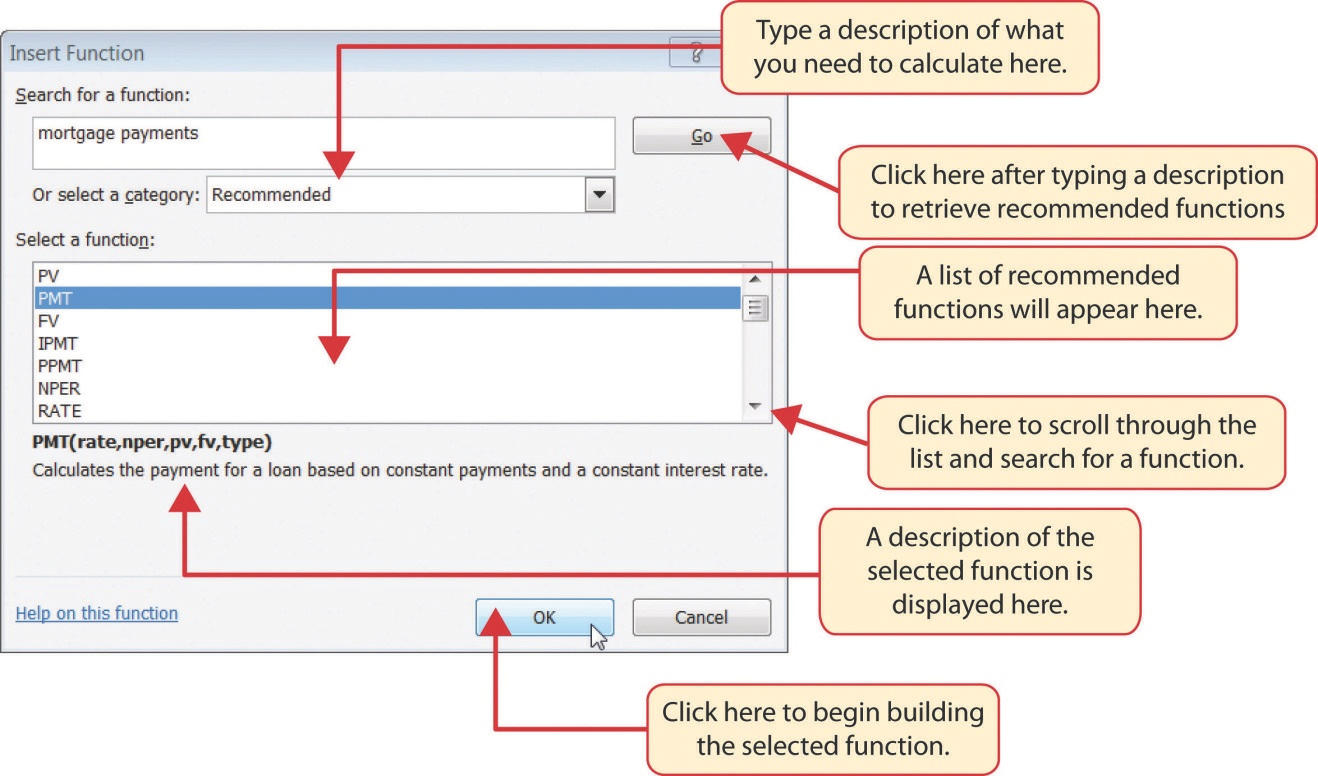 Type a description of what
you need to calculate here.
Insert Function
?
Search for a function:
mortgage payments
Go
Click here after typing a description
to retrieve recommended functions
Or select a category: Recommended
Select a function:
PV
PMT
FV
IPMT
PPMT
NPER
RATE
A list of recommended
functions will appear here.
Click here to scroll through the
list and search for a function.
PMT(rate,nper,pv,fv,type)
Calculates the payment for a loan based on constant payments and a constant interest rate.
A description of the
selected function is
displayed here.
Help on this function
OK
Cancel
Click here to begin building
the selected function.